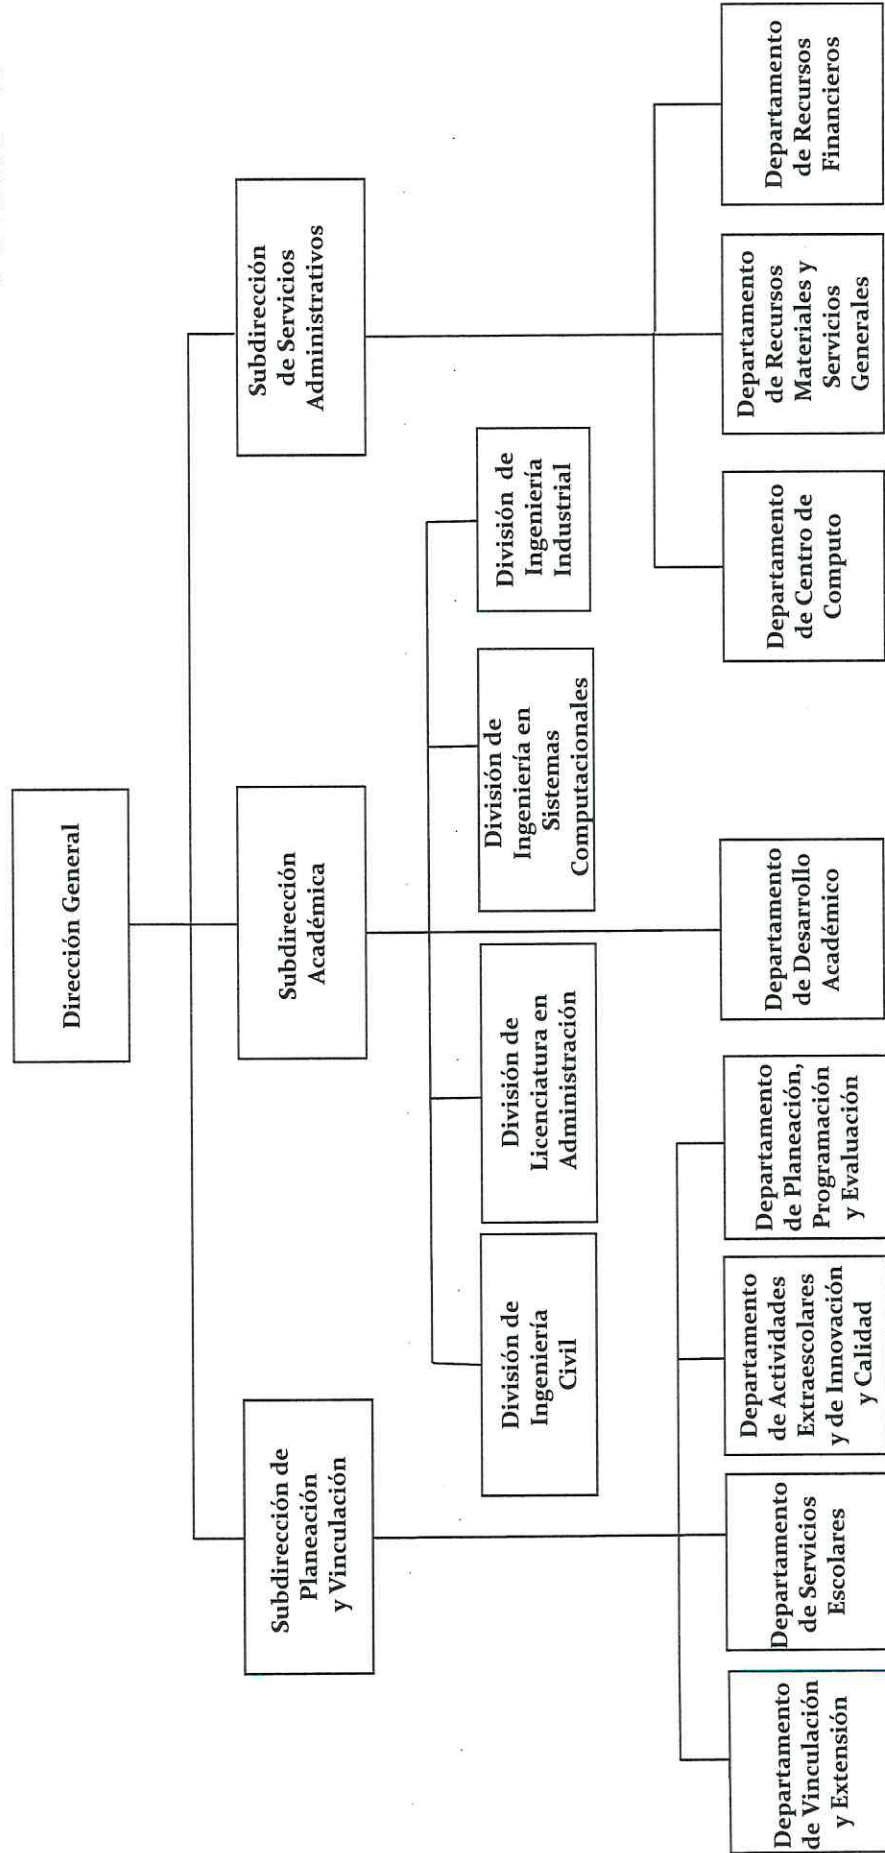 Dirección General
Subdirección de
Planeación
y Vinculación
Subdirección
Académica
Subdirección
de Servicios
Administrativos
División de
Ingeniería
Civil
División de
Licenciatura en
Administración
División de
Ingeniería en
Sistemas
Computacionales
División de
Ingeniería
Industrial
Departamento
de Vinculación
y Extensión
Departamento
de Servicios
Escolares
Departamento
de Actividades
Extraescolares
y de Innovación
y Calidad
Departamento
de Planeación,
Programación
y Evaluación
Departamento
de Desarrollo
Académico
Departamento
de Centro de
Computo
Departamento
de Recursos
Materiales y
Servicios
Generales
Departamento
de Recursos
Financieros